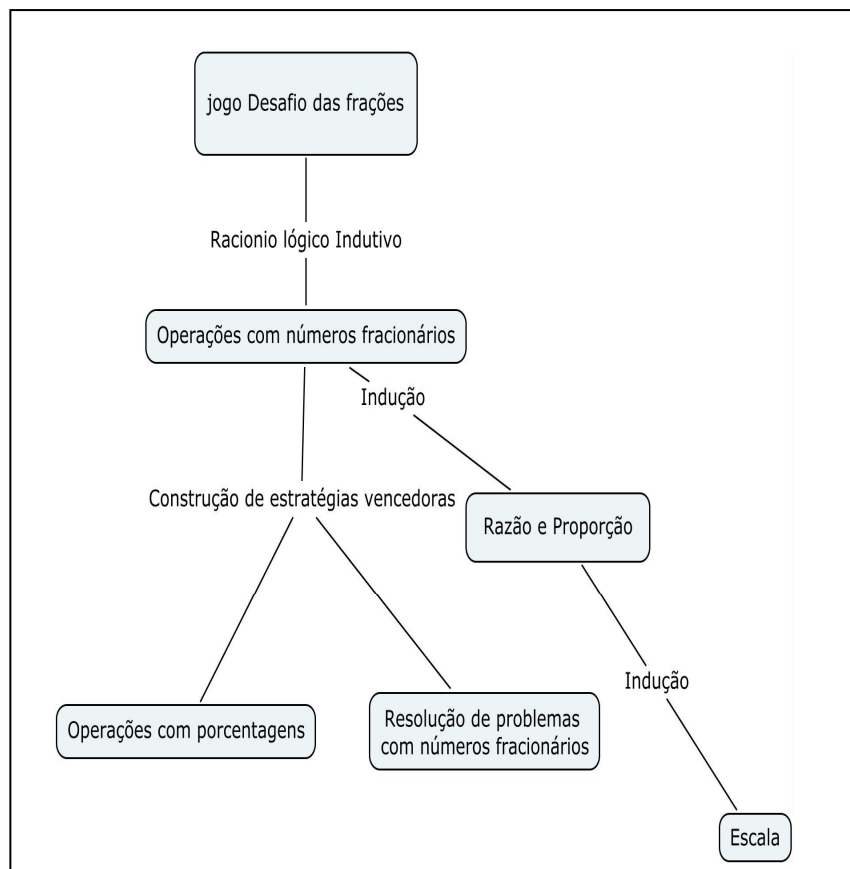 jogo Desafio das frações
Racionio lógico Indutivo
Operações com números fracionários
Indução
Construção de estratégias vencedoras
Razão e Proporção
Indução
Operações com porcentagens
Resolução de problemas
com números fracionários
Escala